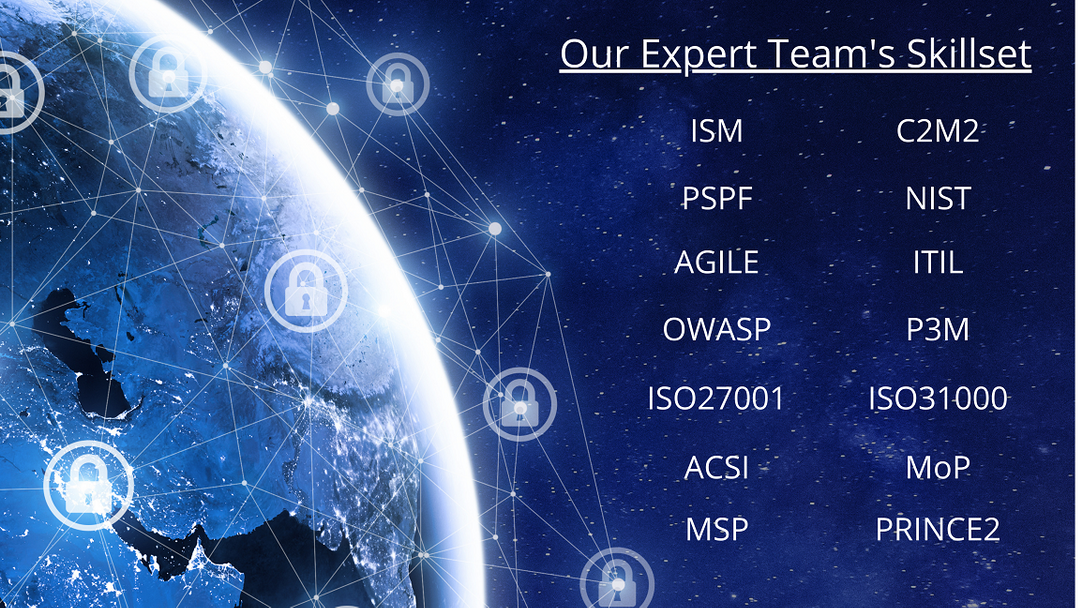 Our Expert Team's Skillset
ISM C2M2
PSPF NIST
AGILE ITIL
OWASP P3M
ISO27001 ISO31000
ACSI MoP
MSP PRINCE2